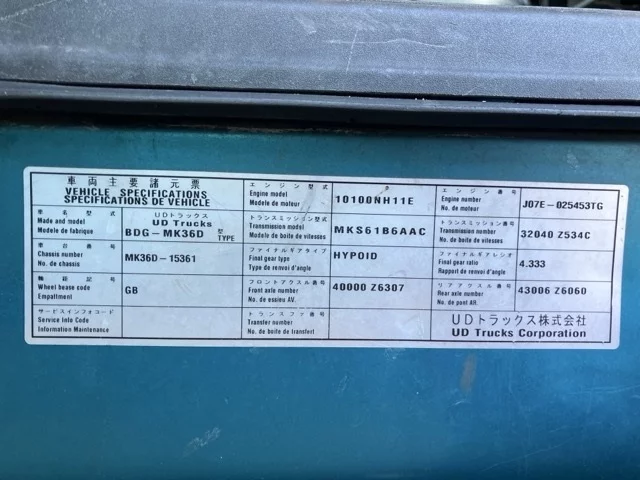 車両主要諸元票
VEHICLE SPECIFICATIONS
SPECIFICATIONS DE VEHICLE
エンジン型式
Engine model
Modele de moteur
10100NH11E
エンジン番号
Engine number
No. de moteur
J07E-025453TG
車名・型式
Made and model
Modele de fabrique
UDトラックス
UD Trucks
BDG-MK36D
型式
TYPE
トランスミッション型式
Transmission model
Modele de boite de vitesses
MKS61B6AAC
トランスミッション番号
Transmission number
No. de boite de vitesses
32040 Z534C
車台番号
Chassis number
No. de chassis
MK36D-15361
ファイナルギアタイプ
Final gear type
Type de renvoi d'angle
HYPOID
ファイナルギアレシオ
Final gear ratio
Rapport de renvoi d'angle
4.333
軸距記号
Wheel base code
Empattment
GB
フロントアクスル番号
Front axle number
No. de essieu AV.
40000 Z6307
リアアクスル番号
Rear axle number
No. de pont AR.
43006 Z6060
サービスインフォコード
Service Info Code
Information Maintenance
トランスファ番号
Transfer number
No. de boite de transfert
UDトラックス株式会社
UD Trucks Corporation